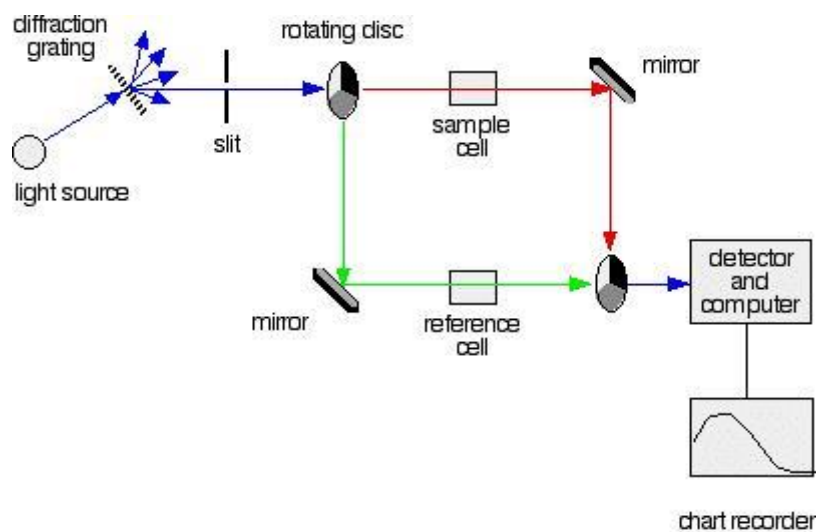 diffraction
grating
rotating disc
mirror
slit
sample
cell
light source
detector
and
computer
mirror
reference
cell
chart recorder